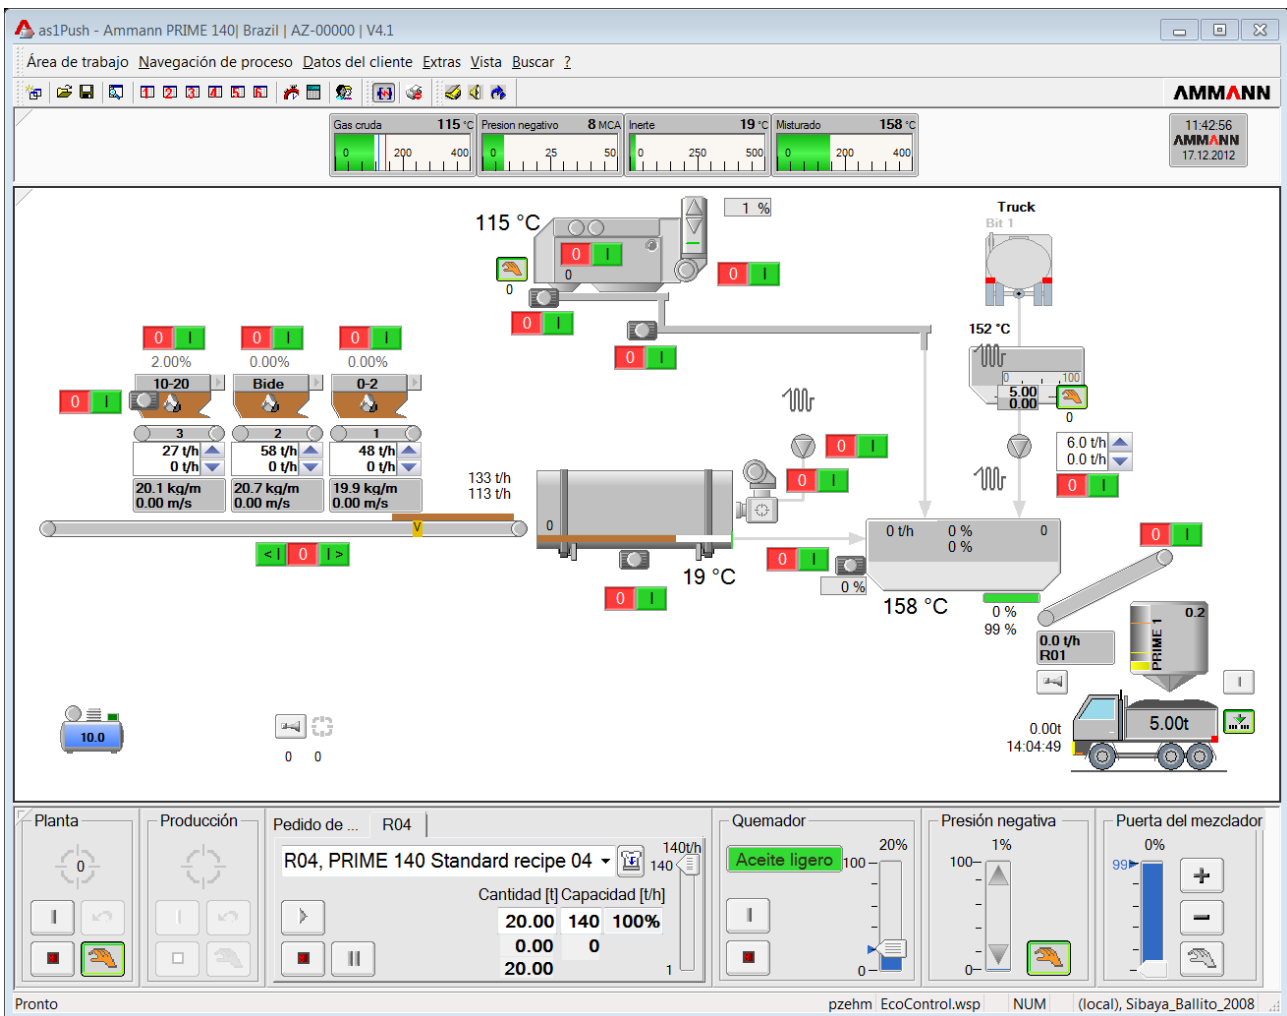 as1Push - Ammann PRIME 140| Brazil | AZ-00000 | V4.1
Área de trabajo Navegación de proceso Datos del cliente Extras Vista Buscar ?
1 2 3 4 5 6
AMMANN
Gas cruda 115 °C Presion negativo 8 MCA Inerte 19 °C Misturado 158 °C
0 200 400 0 25 50 0 250 500 0 200 400
11:42:56
AMMANN
17.12.2012
115 °C
1 %
Truck
Bit 1
0 I
0
0 I
0
0 I
0 I
152 °C
0 100
5.00
0.00
0
0 I 0 I 0 I
2.00% 0.00% 0.00%
10-20 Bide 0-2
0 I
3 2 1
27 t/h 58 t/h 48 t/h
0 t/h 0 t/h 0 t/h
20.1 kg/m 20.7 kg/m 19.9 kg/m
0.00 m/s 0.00 m/s 0.00 m/s
133 t/h
113 t/h
V
< I 0 I >
0
0 I
19 °C
0 I
0 I
6.0 t/h
0.0 t/h
0 I
0 t/h 0 % 0
0 %
0 I
0 %
158 °C
0 %
99 %
0 I
0.0 t/h
R01
PRIME 1
0.2
I
5.00t
0.00t
14:04:49
10.0
0 0
Planta
0
I
Producción
I
Pedido de ... R04
R04, PRIME 140 Standard recipe 04
140t/h
140
Cantidad [t] Capacidad [t/h]
20.00 140 100%
0.00 0
20.00
1
Quemador
20%
Aceite ligero
100
I
0
Presión negativa
1%
100
0
Puerta del mezclador
0%
99
+
−
Pronto
pzehm EcoControl.wsp NUM (local), Sibaya_Ballito_2008